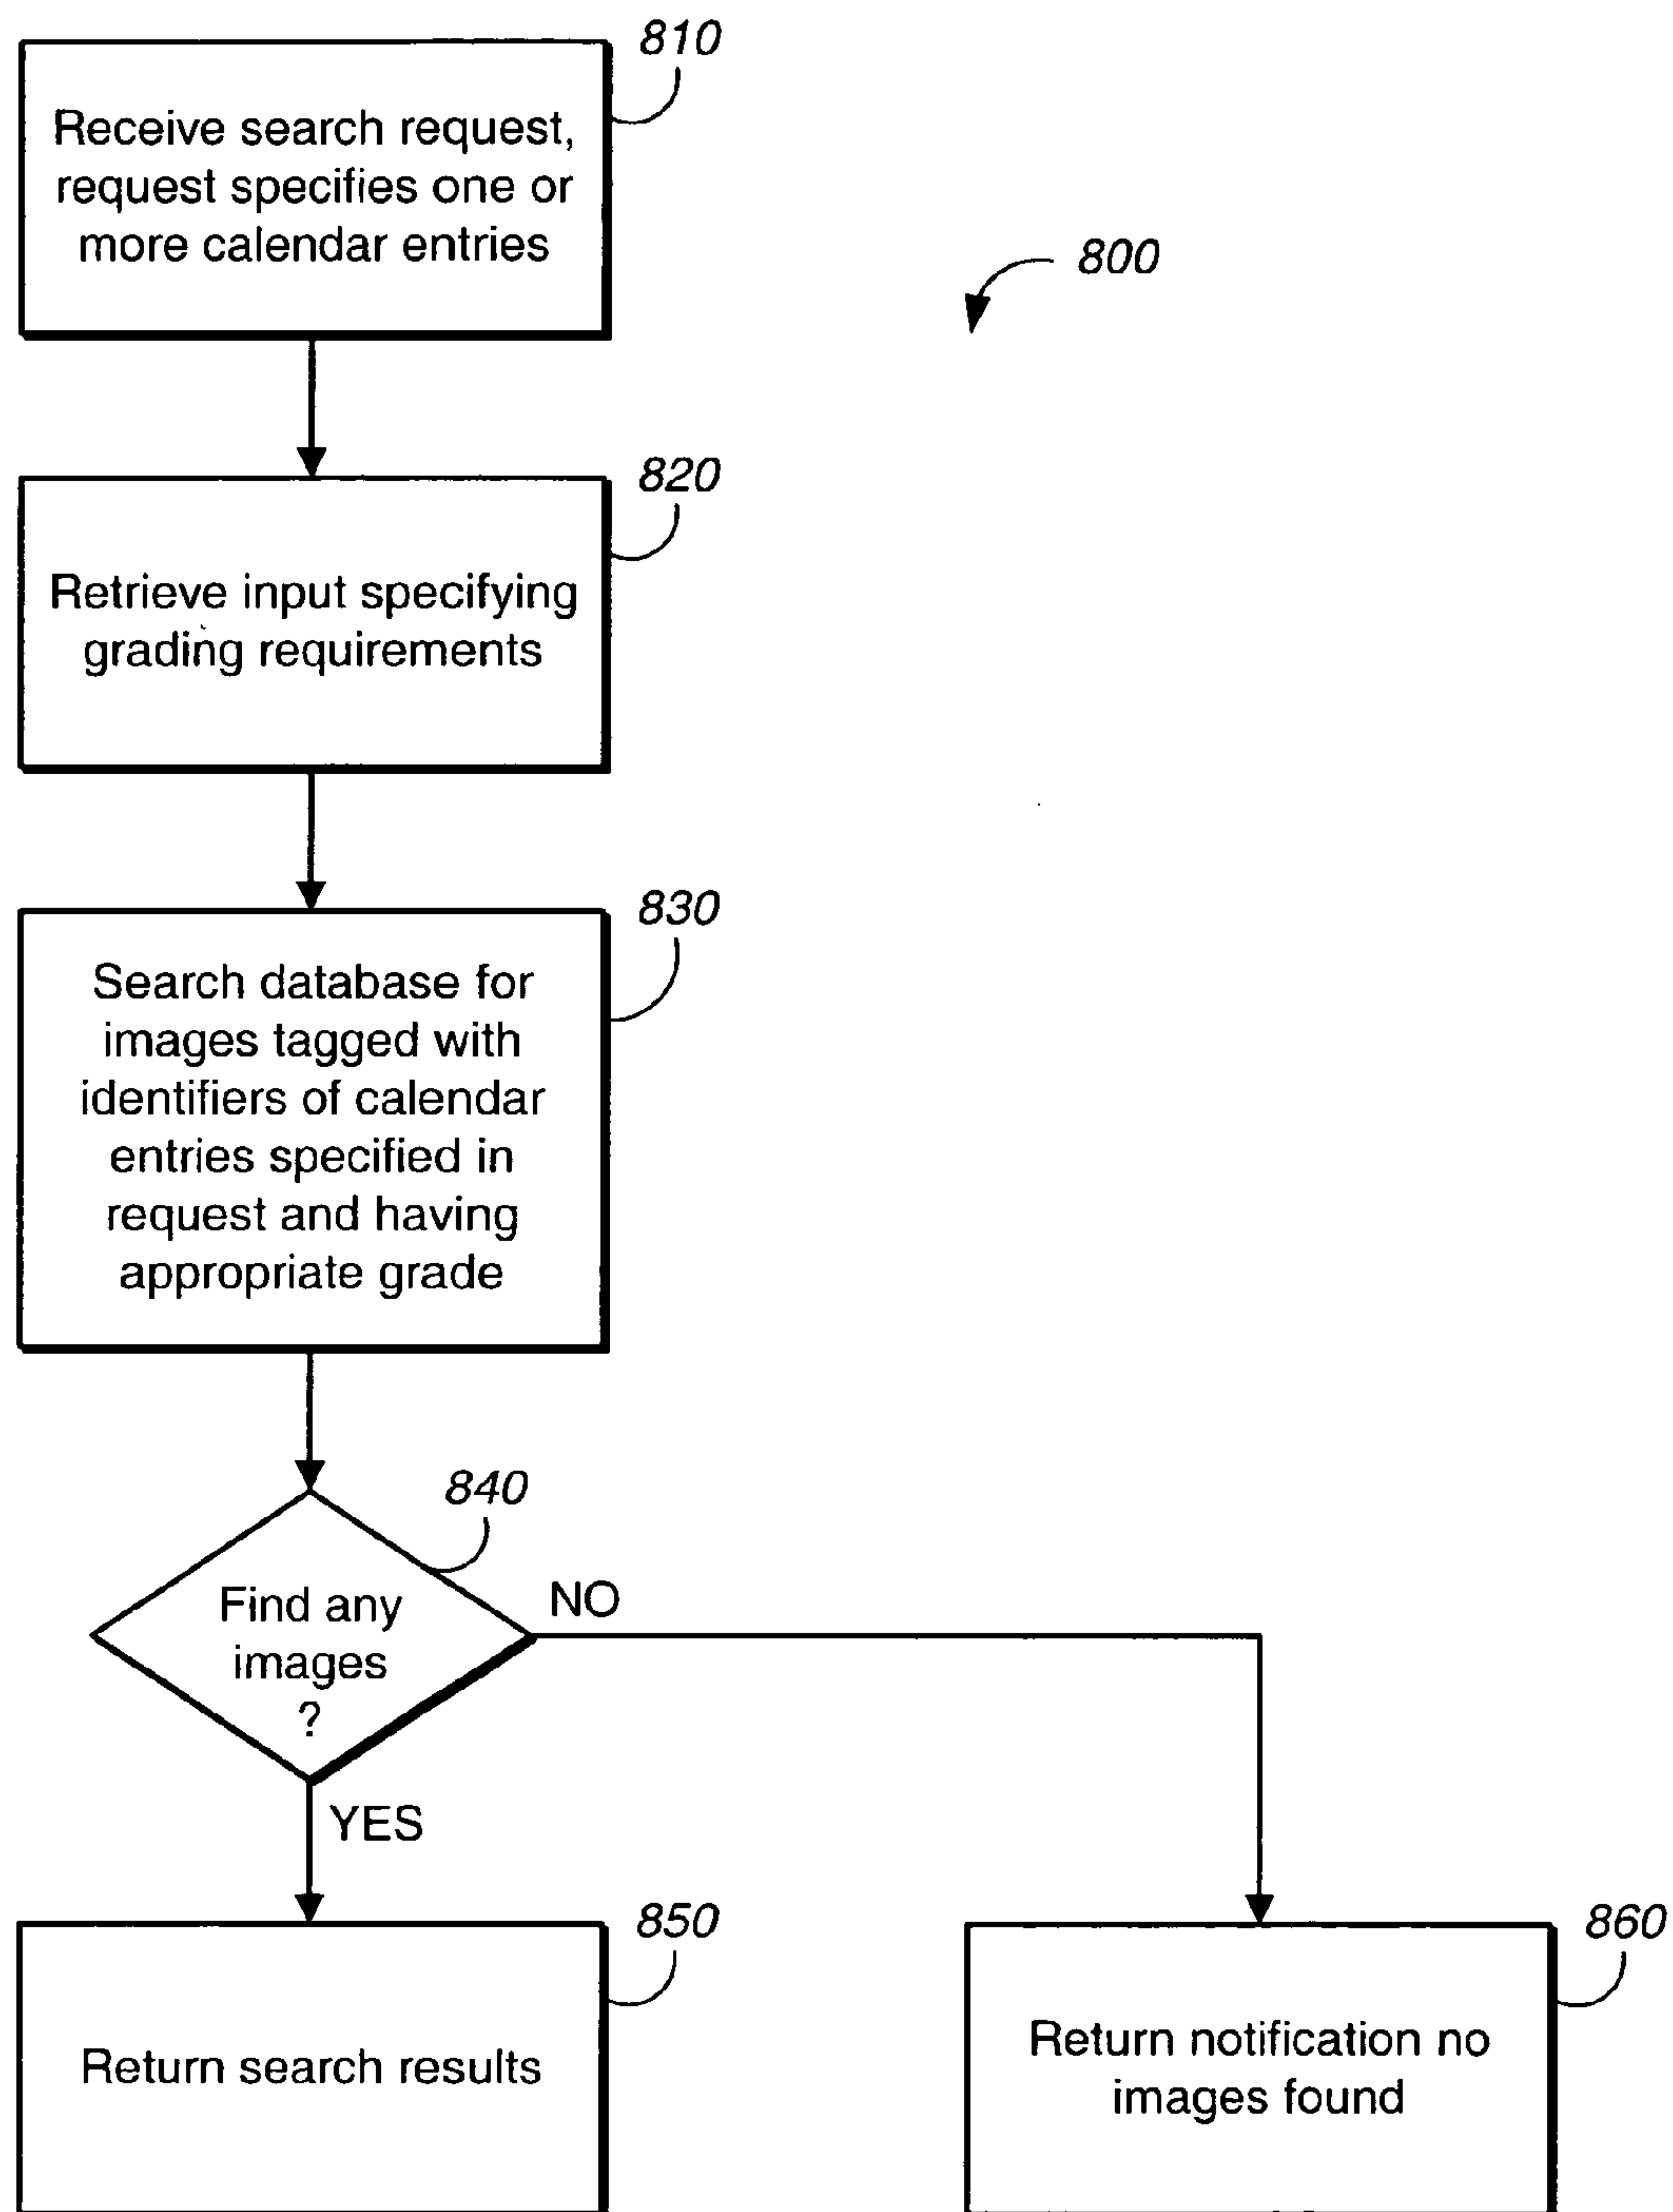 810
Receive search request,
request specifies one or
more calendar entries
800
820
Retrieve input specifying
grading requirements
830
Search database for
images tagged with
identifiers of calendar
entries specified in
request and having
appropriate grade
840
Find any
images
?
NO
YES
850
Return search results
860
Return notification no
images found